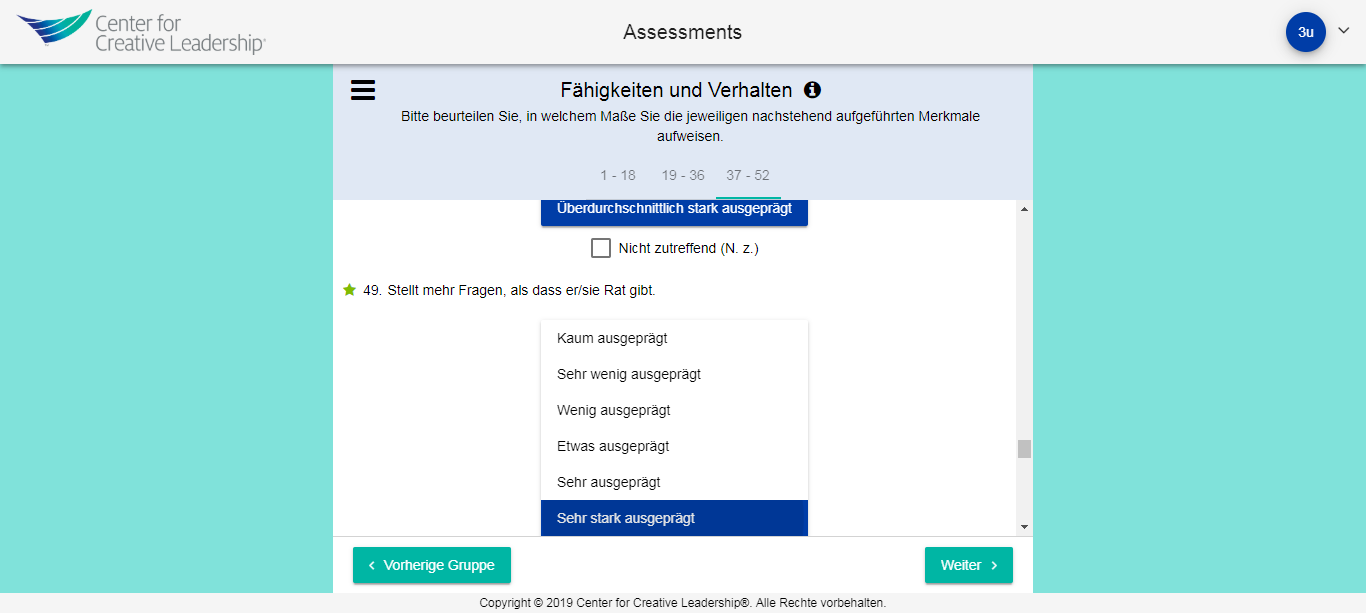 Center for
Creative Leadership®
Assessments
3u
Fähigkeiten und Verhalten
Bitte beurteilen Sie, in welchem Maße Sie die jeweiligen nachstehend aufgeführten Merkmale
aufweisen.
1 - 18 19 - 36 37 - 52
Überdurchschnittlich stark ausgeprägt
Nicht zutreffend (N. z.)
49. Stellt mehr Fragen, als dass er/sie Rat gibt.
Kaum ausgeprägt
Sehr wenig ausgeprägt
Wenig ausgeprägt
Etwas ausgeprägt
Sehr ausgeprägt
Sehr stark ausgeprägt
Vorherige Gruppe
Weiter
Copyright © 2019 Center for Creative Leadership®. Alle Rechte vorbehalten.